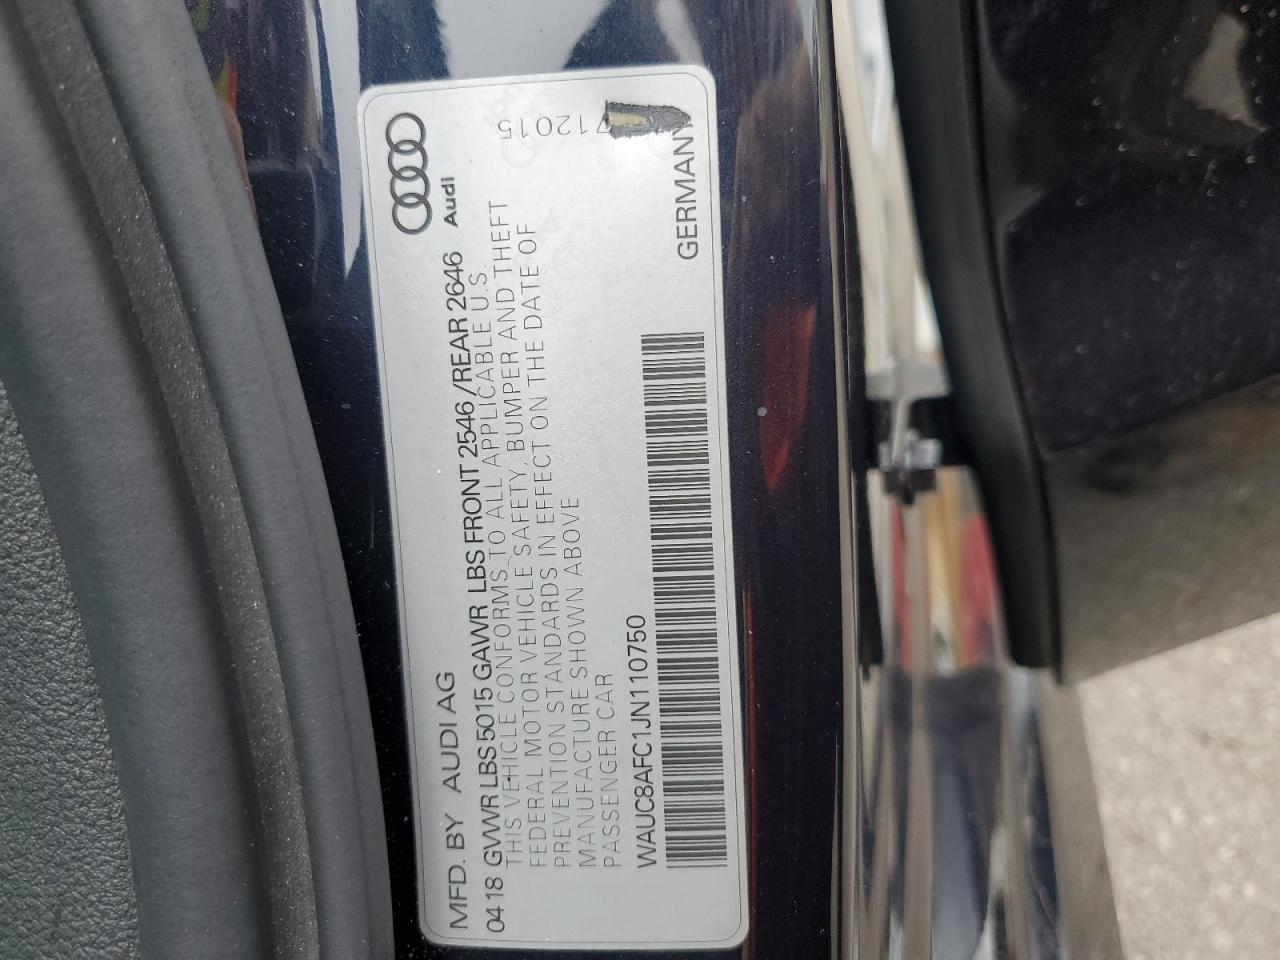 MFD. BY AUDI AG
Audi
04 18 GVWR LBS 5015 GAWR LBS FRONT 2546 /REAR 2646
THIS VEHICLE CONFORMS TO ALL APPLICABLE U.S.
FEDERAL MOTOR VEHICLE SAFETY, BUMPER AND THEFT
PREVENTION STANDARDS IN EFFECT ON THE DATE OF
MANUFACTURE SHOWN ABOVE
PASSENGER CAR
WAUC8AFC1JN110750
GERMANY
712015